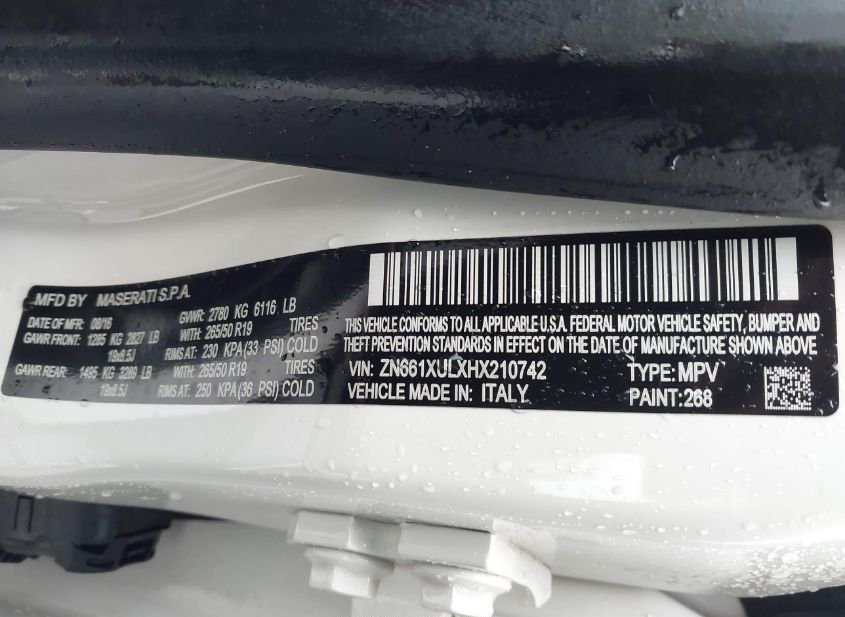 MFD BY MASERATI S.P.A.
DATE OF MFR 08/16 GVWR: 2780 KG 6116 LB
GAWR FRONT: 1285 KG 2827 LB WITH: 265/50 R19 TIRES
19x8.5J RIMS AT: 230 KPA (33 PSI) COLD
GAWR REAR: 1495 KG 3289 LB WITH: 265/50 R19 TIRES
19x8.5J RIMS AT: 250 KPA (36 PSI) COLD
THIS VEHICLE CONFORMS TO ALL APPLICABLE U.S.A. FEDERAL MOTOR VEHICLE SAFETY, BUMPER AND
THEFT PREVENTION STANDARDS IN EFFECT ON THE DATE OF MANUFACTURE SHOWN ABOVE
VIN: ZN661XULXHX210742 TYPE: MPV
VEHICLE MADE IN: ITALY PAINT: 268